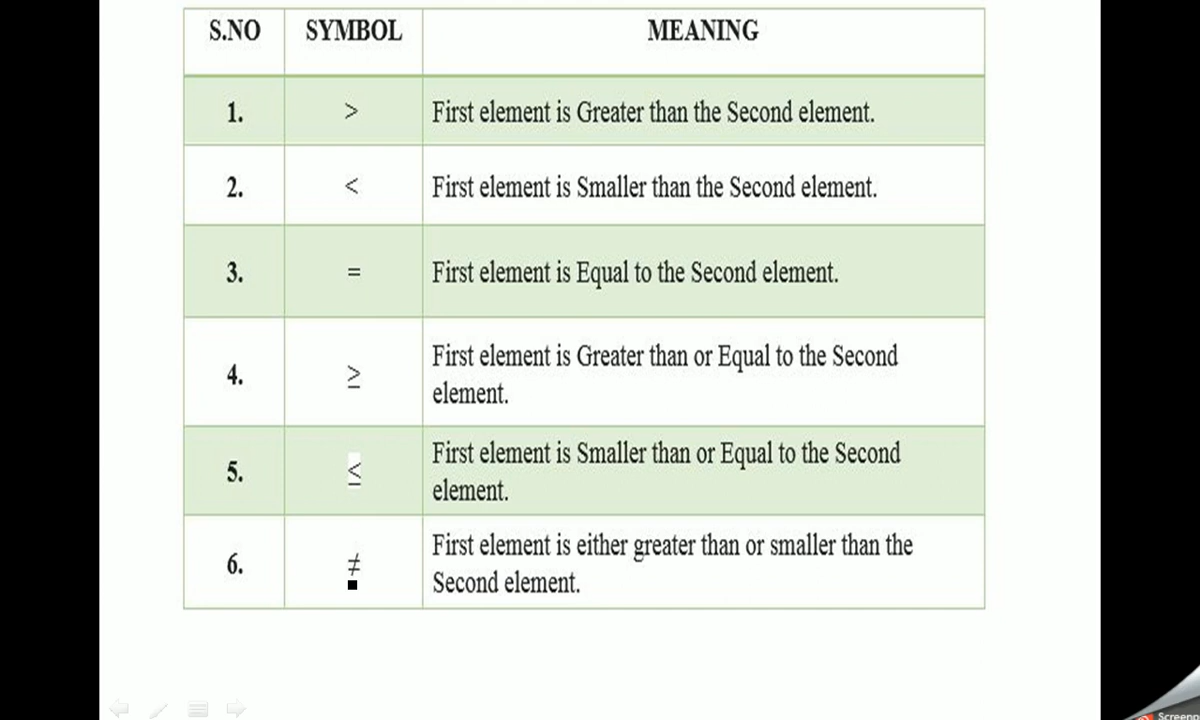 S.NO SYMBOL MEANING
1. > First element is Greater than the Second element.
2. < First element is Smaller than the Second element.
3. = First element is Equal to the Second element.
4. ≥ First element is Greater than or Equal to the Second
element.
5. ≤ First element is Smaller than or Equal to the Second
element.
6. ≠ First element is either greater than or smaller than the
Second element.